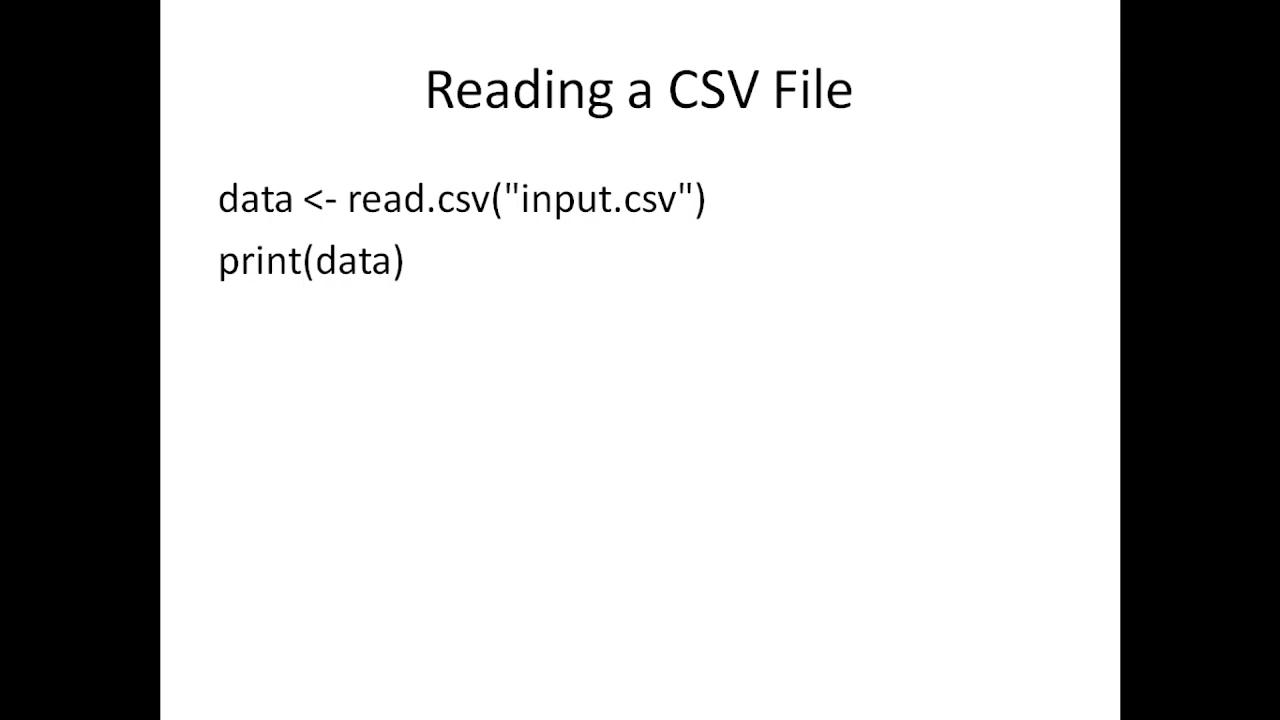 Reading a CSV File
data <- read.csv("input.csv")
print(data)